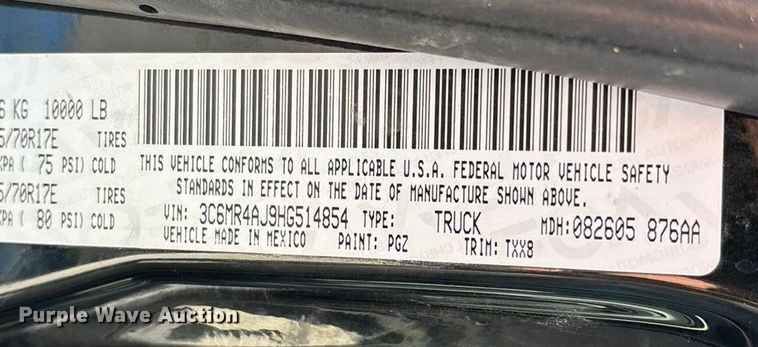 6 KG 10000 LB
5/70R17E TIRES
KPA ( 75 PSI) COLD
5/70R17E TIRES
KPA ( 80 PSI) COLD
THIS VEHICLE CONFORMS TO ALL APPLICABLE U.S.A. FEDERAL MOTOR VEHICLE SAFETY
STANDARDS IN EFFECT ON THE DATE OF MANUFACTURE SHOWN ABOVE.
VIN: 3C6MR4AJ9HG514854 TYPE: TRUCK MDH:082605 876AA
VEHICLE MADE IN MEXICO PAINT: PGZ TRIM: TXX8
Purple Wave Auction